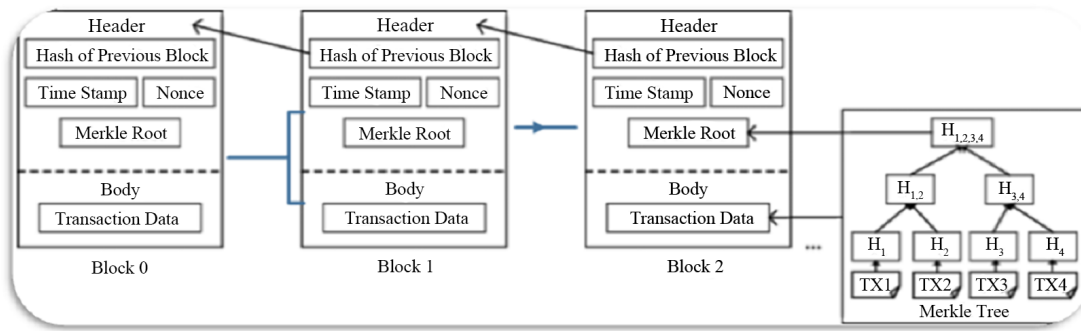 Header
Hash of Previous Block
Time Stamp
Nonce
Merkle Root
Body
Transaction Data
Block 0
Header
Hash of Previous Block
Time Stamp
Nonce
Merkle Root
Body
Transaction Data
Block 1
Header
Hash of Previous Block
Time Stamp
Nonce
Merkle Root
Body
Transaction Data
Block 2
...
H1,2,3,4
H1,2
H3,4
H1
H2
H3
H4
TX1
TX2
TX3
TX4
Merkle Tree